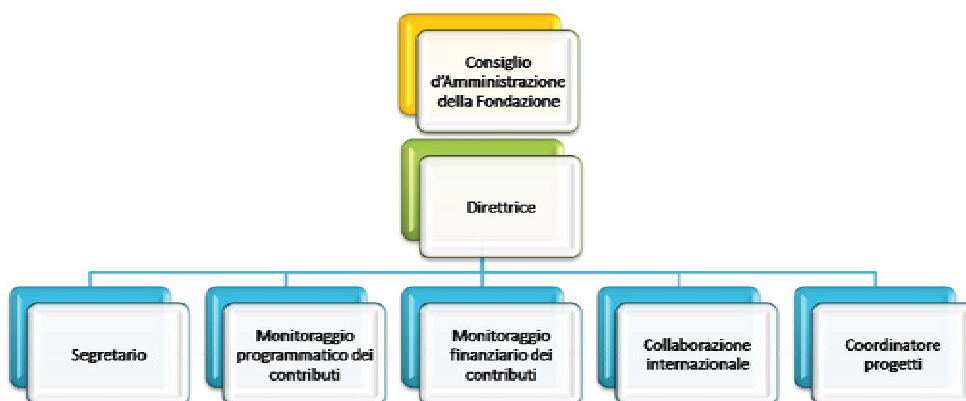 Consiglio
d'Amministrazione
della Fondazione
Direttrice
Segretario
Monitoraggio
programmatico dei
contributi
Monitoraggio
finanziario dei
contributi
Collaborazione
internazionale
Coordinatore
progetti